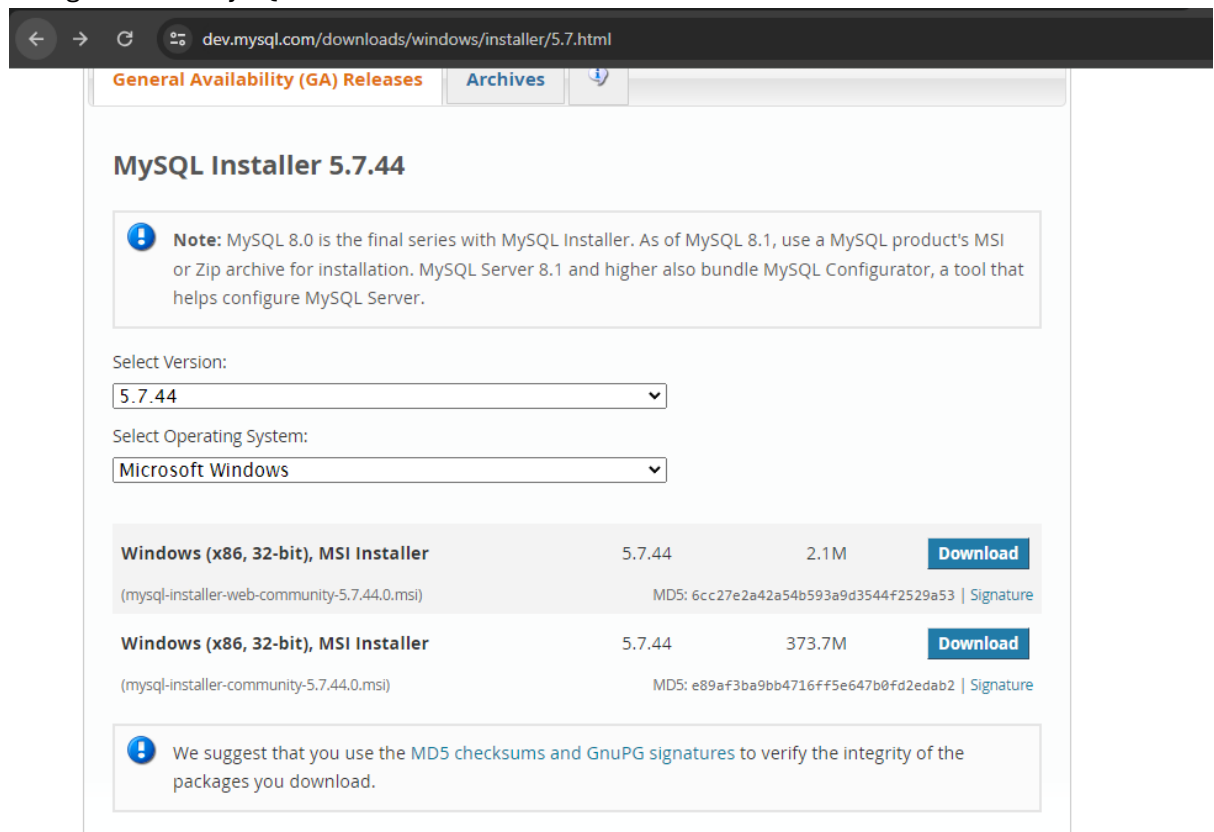 dev.mysql.com/downloads/windows/installer/5.7.html
General Availability (GA) Releases Archives
MySQL Installer 5.7.44
Note: MySQL 8.0 is the final series with MySQL Installer. As of MySQL 8.1, use a MySQL product's MSI
or Zip archive for installation. MySQL Server 8.1 and higher also bundle MySQL Configurator, a tool that
helps configure MySQL Server.
Select Version:
5.7.44
Select Operating System:
Microsoft Windows
Windows (x86, 32-bit), MSI Installer 5.7.44 2.1M Download
(mysql-installer-web-community-5.7.44.0.msi) MD5: 6cc27e2a42a54b593a9d3544f2529a53 | Signature
Windows (x86, 32-bit), MSI Installer 5.7.44 373.7M Download
(mysql-installer-community-5.7.44.0.msi) MD5: e89af3ba9bb4716ff5e647b0fd2edab2 | Signature
We suggest that you use the MD5 checksums and GnuPG signatures to verify the integrity of the
packages you download.